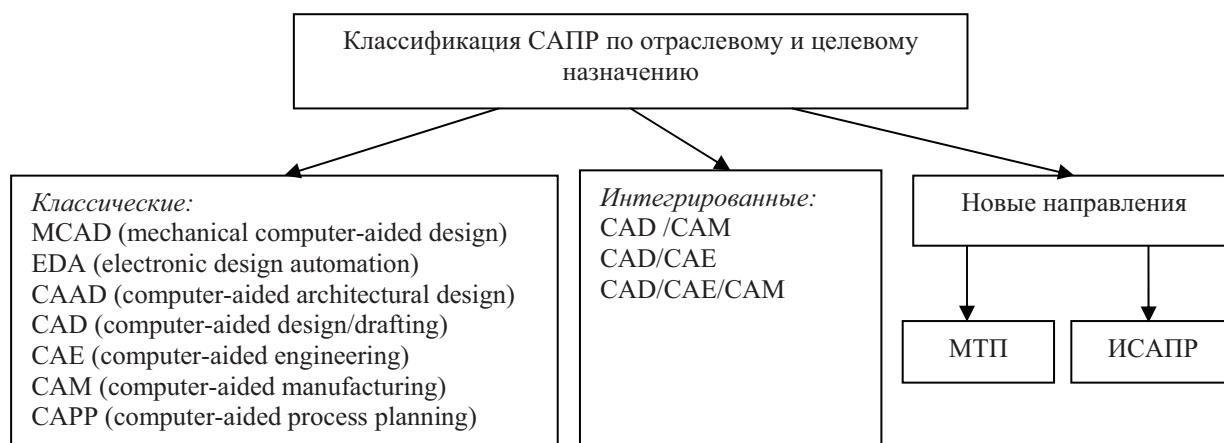 Классификация САПР по отраслевому и целевому
назначению
Классические:
MCAD (mechanical computer-aided design)
EDA (electronic design automation)
CAAD (computer-aided architectural design)
CAD (computer-aided design/drafting)
CAE (computer-aided engineering)
CAM (computer-aided manufacturing)
CAPP (computer-aided process planning)
Интегрированные:
CAD /CAM
CAD/CAE
CAD/CAE/CAM
Новые направления
МТП
ИСАПР